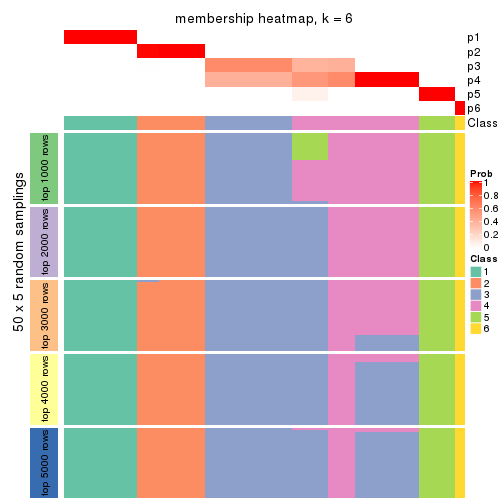 membership heatmap, k = 6
p1
p2
p3
p4
p5
p6
Class
50 x 5 random samplings
top 1000 rows
top 2000 rows
top 3000 rows
top 4000 rows
top 5000 rows
Prob
1
0.8
0.6
0.4
0.2
0
Class
1
2
3
4
5
6